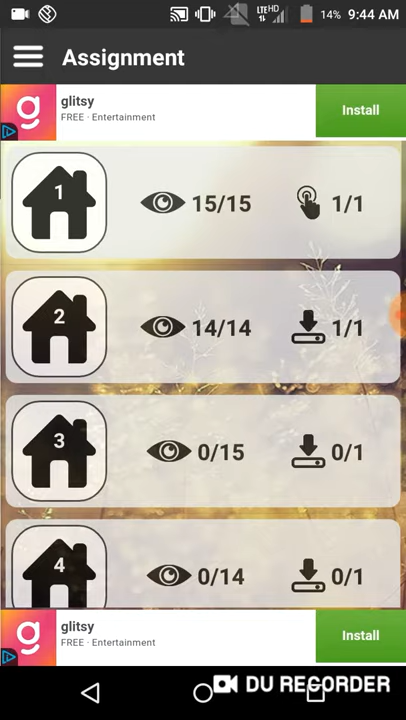 LTE HD 14% 9:44 AM
Assignment
glitsy
FREE · Entertainment
Install
1 15/15 1/1
2 14/14 1/1
3 0/15 0/1
4 0/14 0/1
glitsy
FREE · Entertainment
Install
DU RECORDER